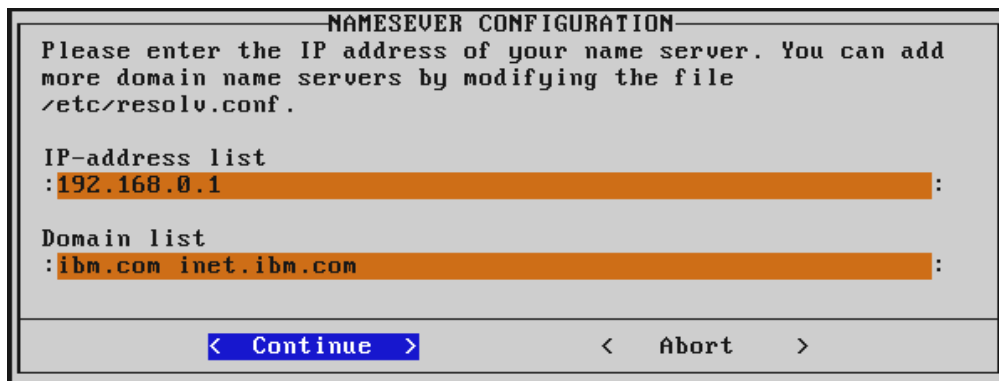 NAMESEVER CONFIGURATION
Please enter the IP address of your name server. You can add
more domain name servers by modifying the file
/etc/resolv.conf.
IP-address list
:192.168.0.1 :
Domain list
:ibm.com inet.ibm.com :
< Continue > < Abort >